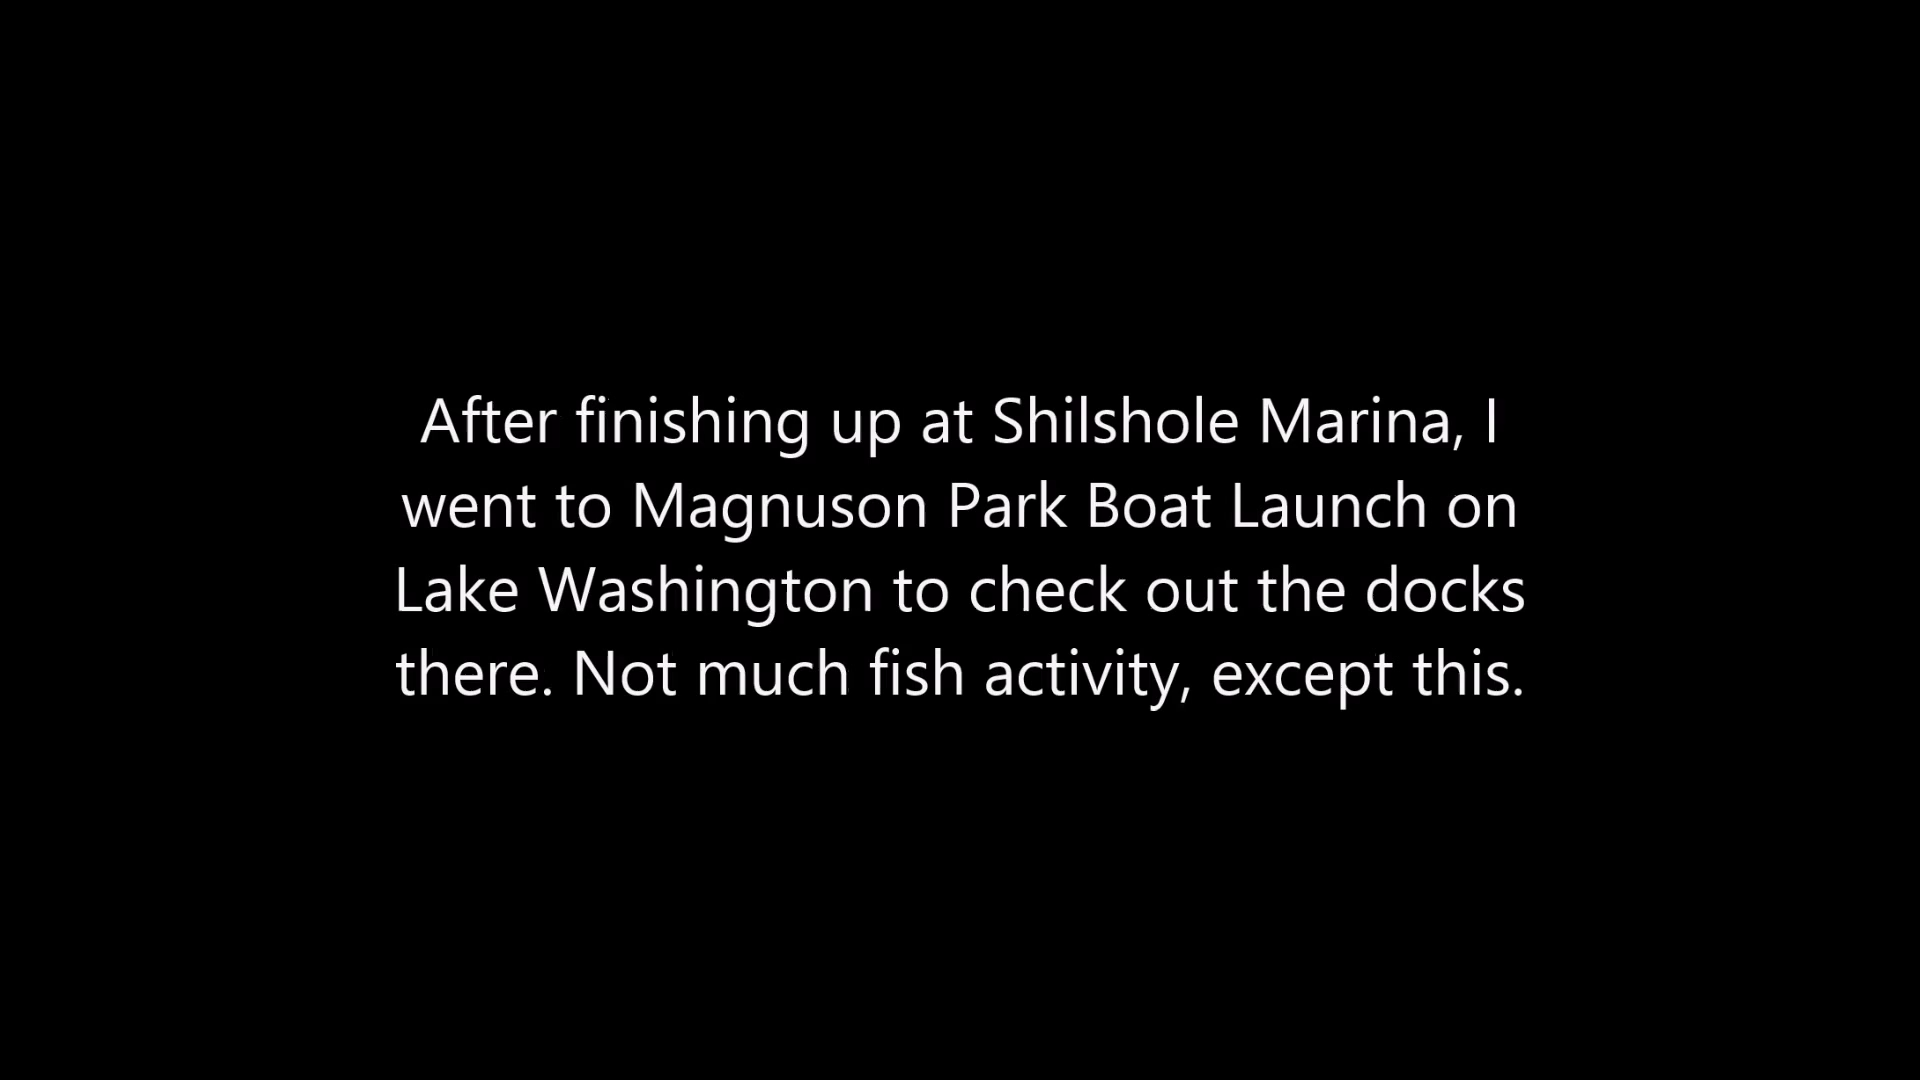 After finishing up at Shilshole Marina, I
went to Magnuson Park Boat Launch on
Lake Washington to check out the docks
there. Not much fish activity, except this.